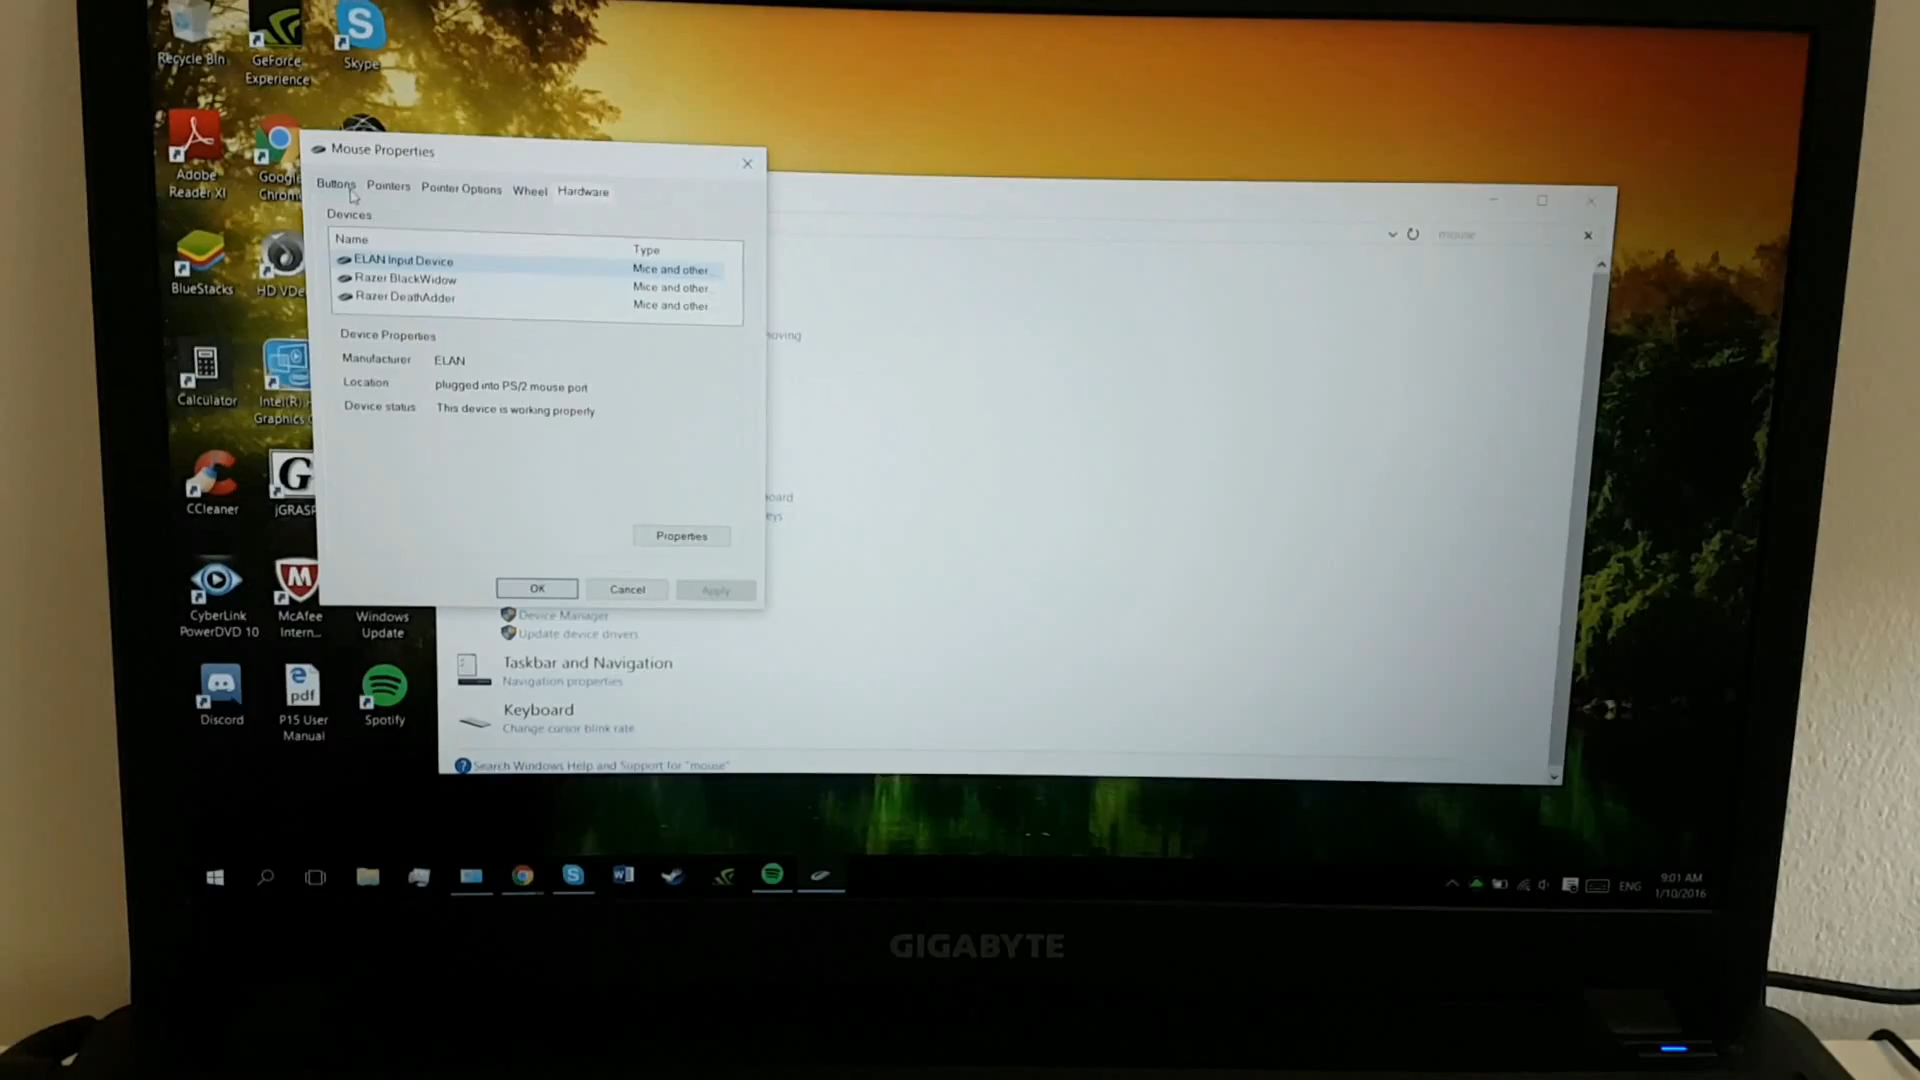 Recycle Bin
GeForce Experience
Skype
Adobe Reader XI
Google Chrom
BlueStacks
HD VDe
Calculator
Intel(R)
Graphics
CCleaner
jGRASP
CyberLink PowerDVD 10
McAfee Intern...
Windows Update
Discord
pdf
P15 User Manual
Spotify
Mouse Properties
Buttons Pointers Pointer Options Wheel Hardware
Devices
Name Type
ELAN Input Device Mice and other...
Razer BlackWidow Mice and other...
Razer DeathAdder Mice and other...
Device Properties
Manufacturer ELAN
Location plugged into PS/2 mouse port
Device status This device is working properly
Properties
OK Cancel Apply
mouse
oving
oard
eys
Device Manager
Update device drivers
Taskbar and Navigation
Navigation properties
Keyboard
Change cursor blink rate
Search Windows Help and Support for "mouse"
ENG
9:01 AM
1/10/2016
GIGABYTE